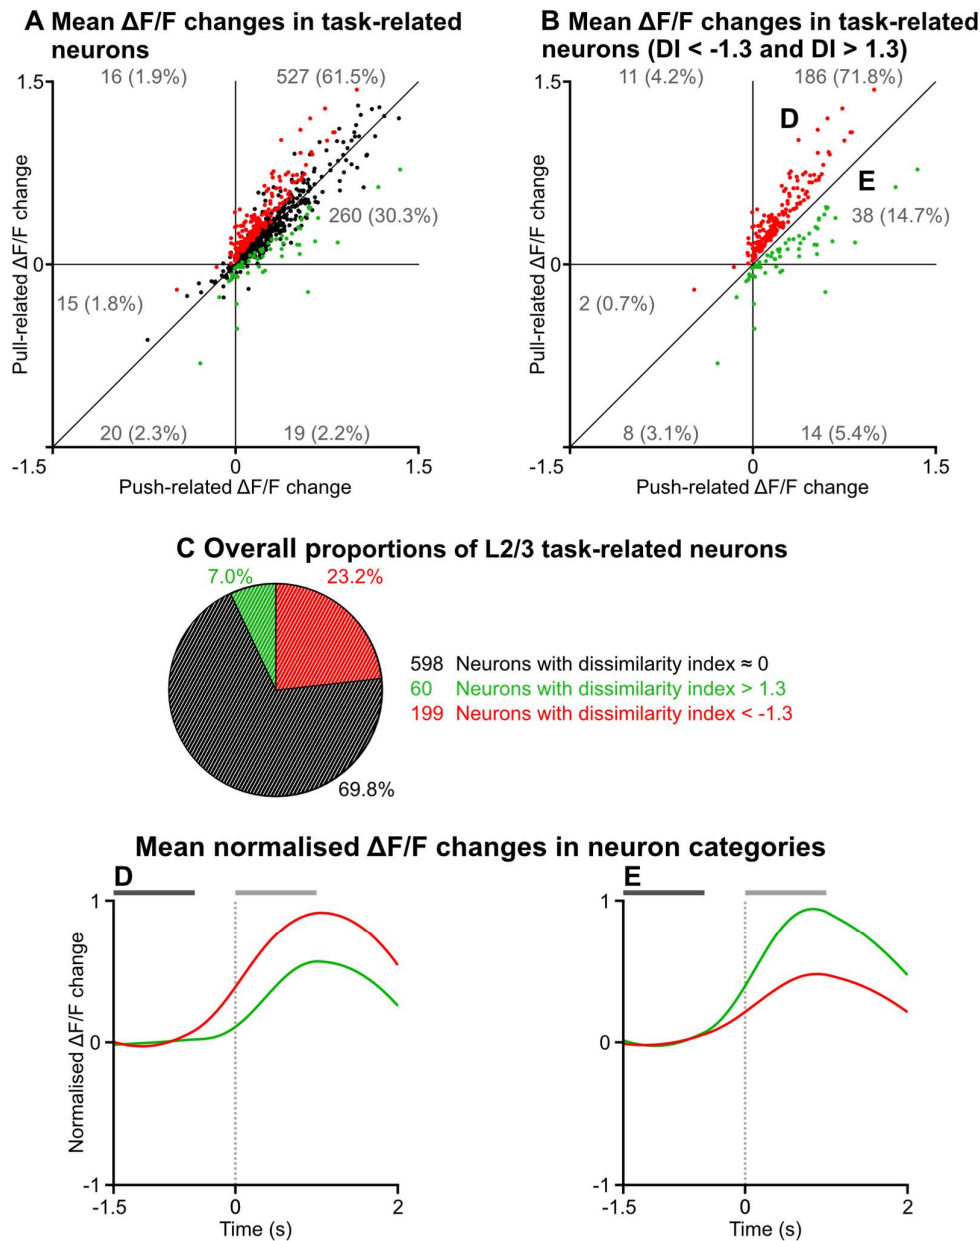 A Mean ΔF/F changes in task-related
neurons
16 (1.9%)
527 (61.5%)
1.5
260 (30.3%)
0
15 (1.8%)
20 (2.3%)
19 (2.2%)
-1.5
0
1.5
Pull-related ΔF/F change
Push-related ΔF/F change
B Mean ΔF/F changes in task-related
neurons (DI < -1.3 and DI > 1.3)
11 (4.2%)
186 (71.8%)
1.5
D
E
38 (14.7%)
0
2 (0.7%)
8 (3.1%)
14 (5.4%)
-1.5
0
1.5
Pull-related ΔF/F change
Push-related ΔF/F change
C Overall proportions of L2/3 task-related neurons
7.0%
23.2%
69.8%
598 Neurons with dissimilarity index ≈ 0
60 Neurons with dissimilarity index > 1.3
199 Neurons with dissimilarity index < -1.3
Mean normalised ΔF/F changes in neuron categories
D
1
0
-1
-1.5
0
2
Normalised ΔF/F change
Time (s)
E
1
0
-1
-1.5
0
2
Time (s)